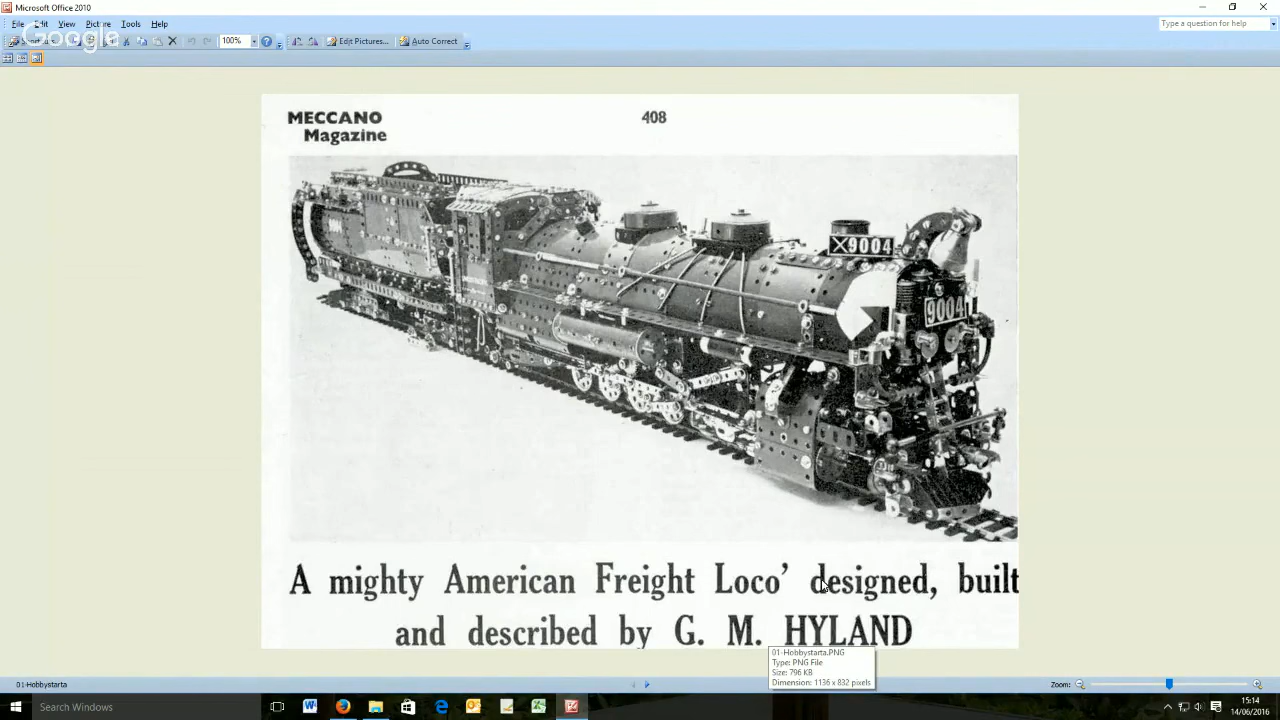 Microsoft Office 2010
File Edit View Picture Tools Help
Type a question for help
Google
100%
Edit Pictures...
Auto Correct
MECCANO
Magazine
408
X9004
9004
A mighty American Freight Loco' designed, built
and described by G. M. HYLAND
01-Hobbystarta.PNG
Type: PNG File
Size: 796 KB
Dimension: 1136 x 832 pixels
01-Hobbystarta
Zoom:
Search Windows
15:14
14/06/2016